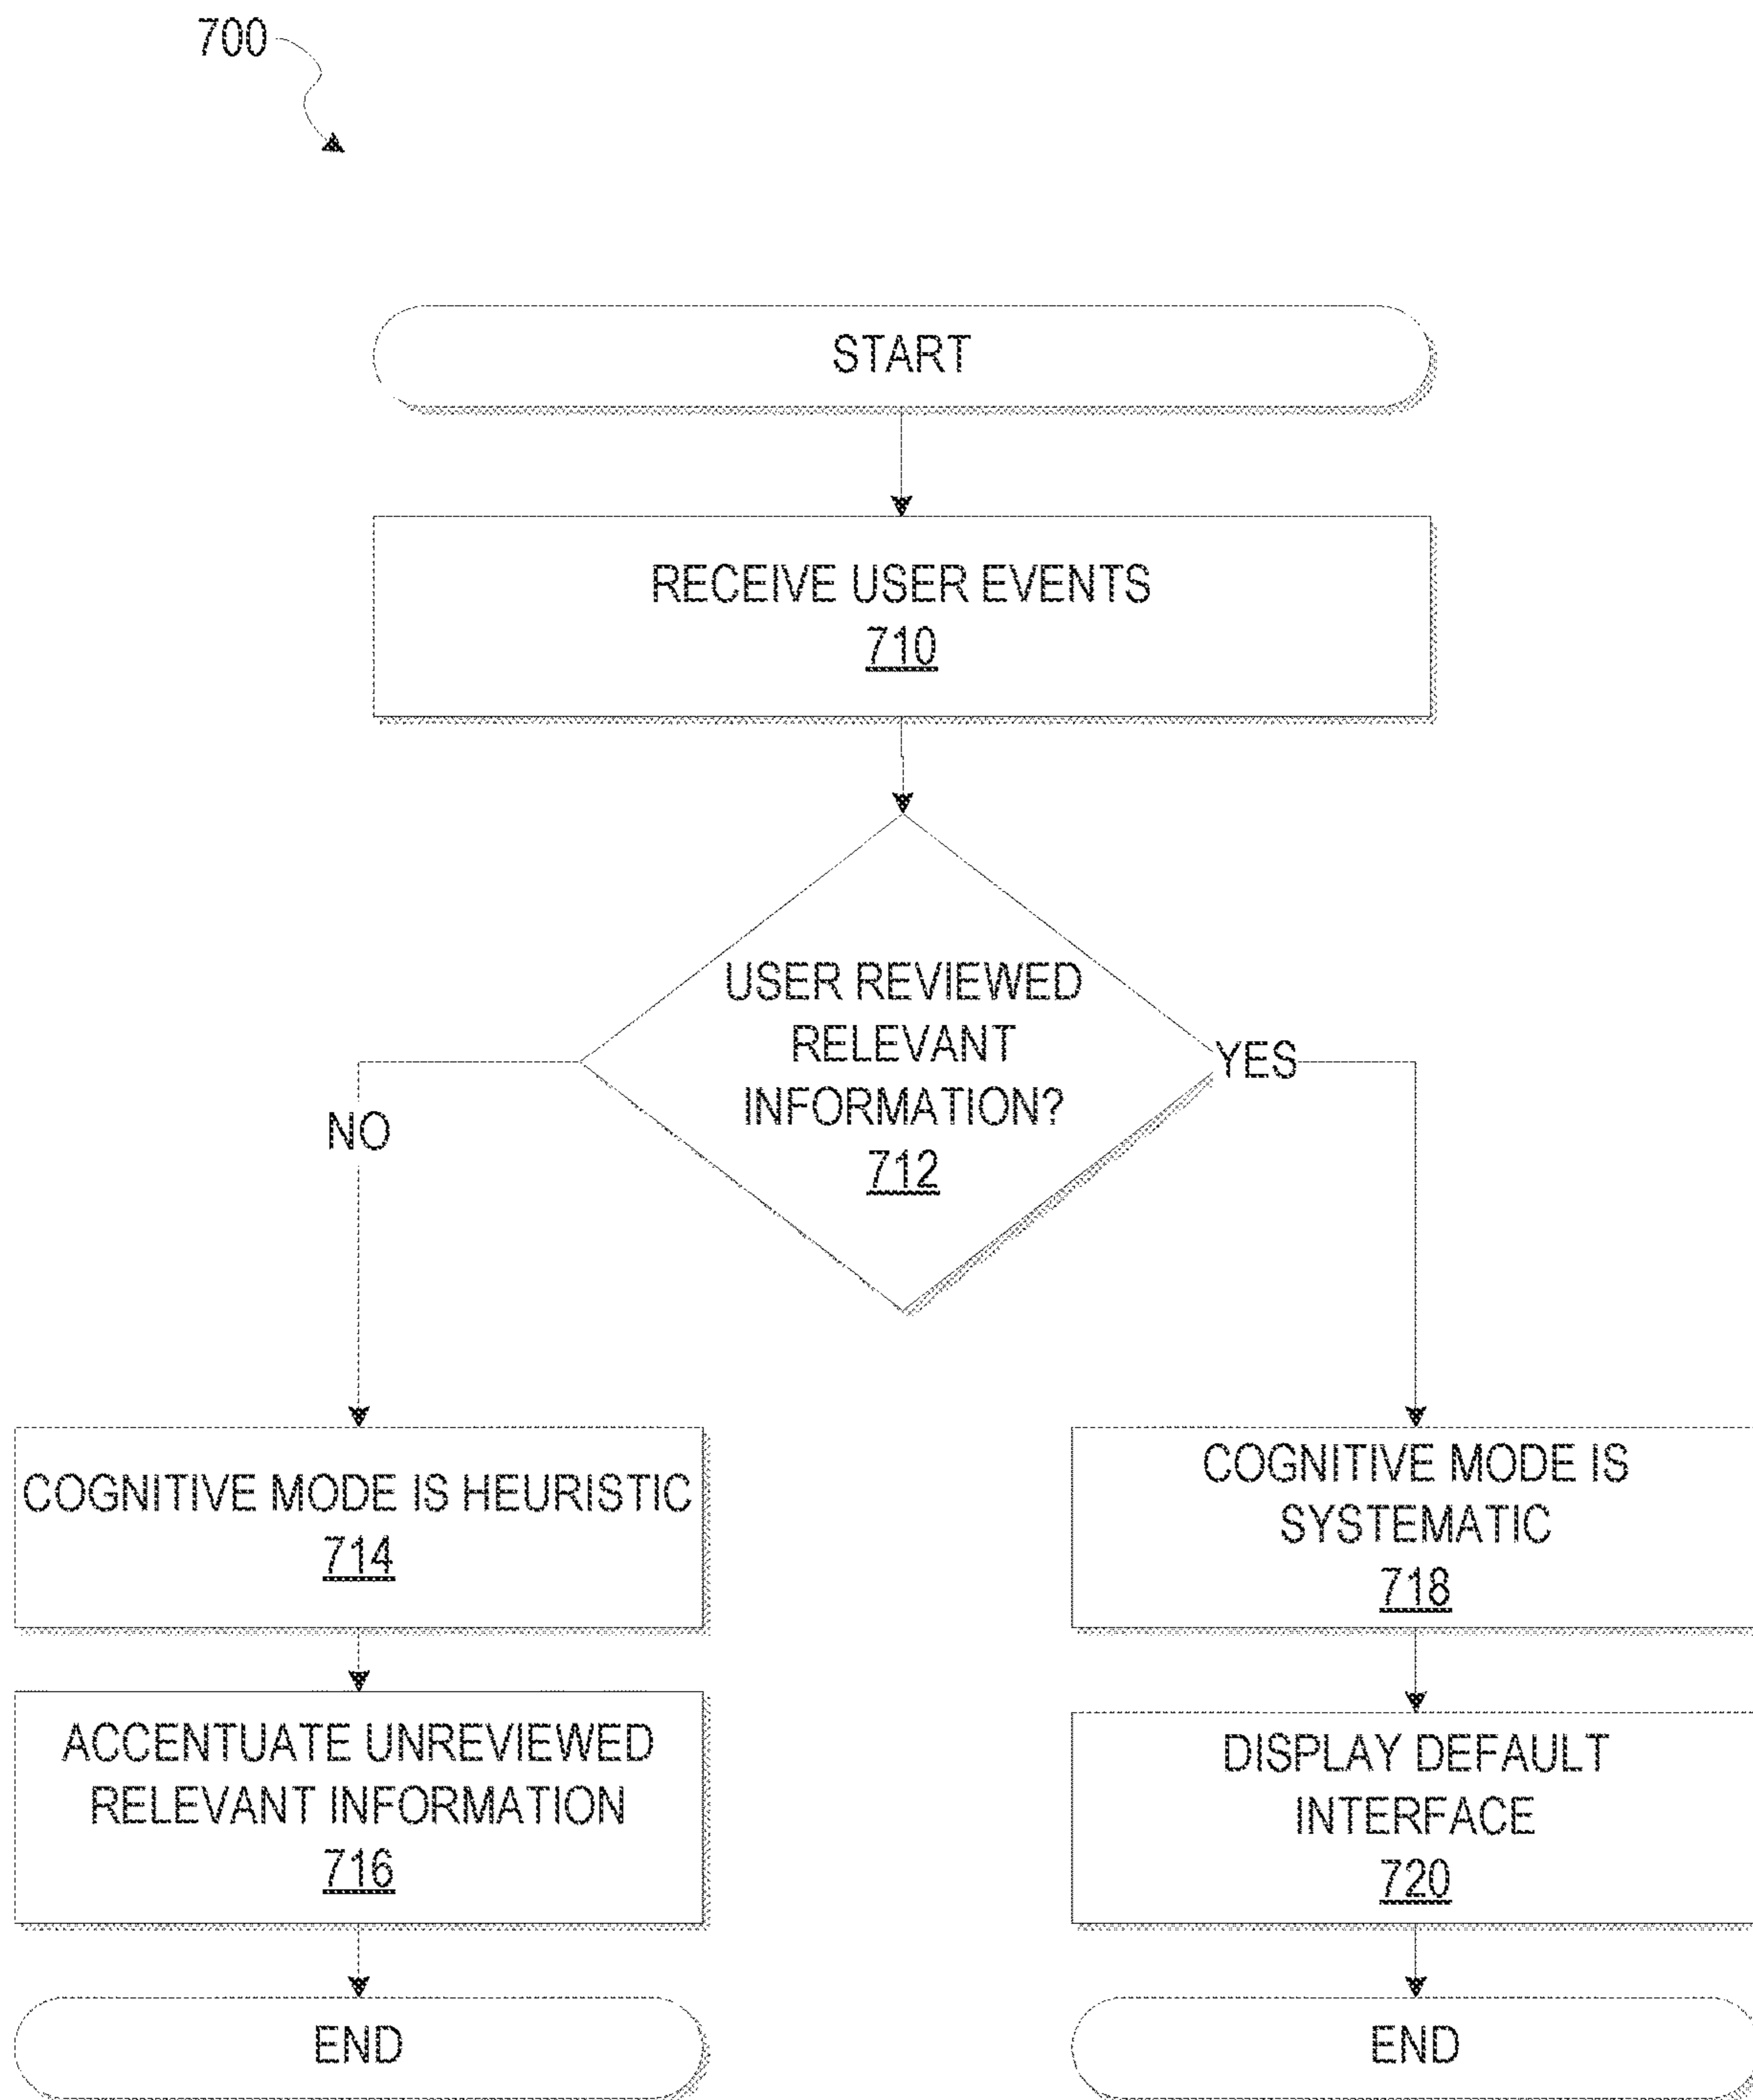 700
START
RECEIVE USER EVENTS
710
USER REVIEWED
RELEVANT
INFORMATION?
712
YES
NO
COGNITIVE MODE IS HEURISTIC
714
ACCENTUATE UNREVIEWED
RELEVANT INFORMATION
716
END
COGNITIVE MODE IS
SYSTEMATIC
718
DISPLAY DEFAULT
INTERFACE
720
END